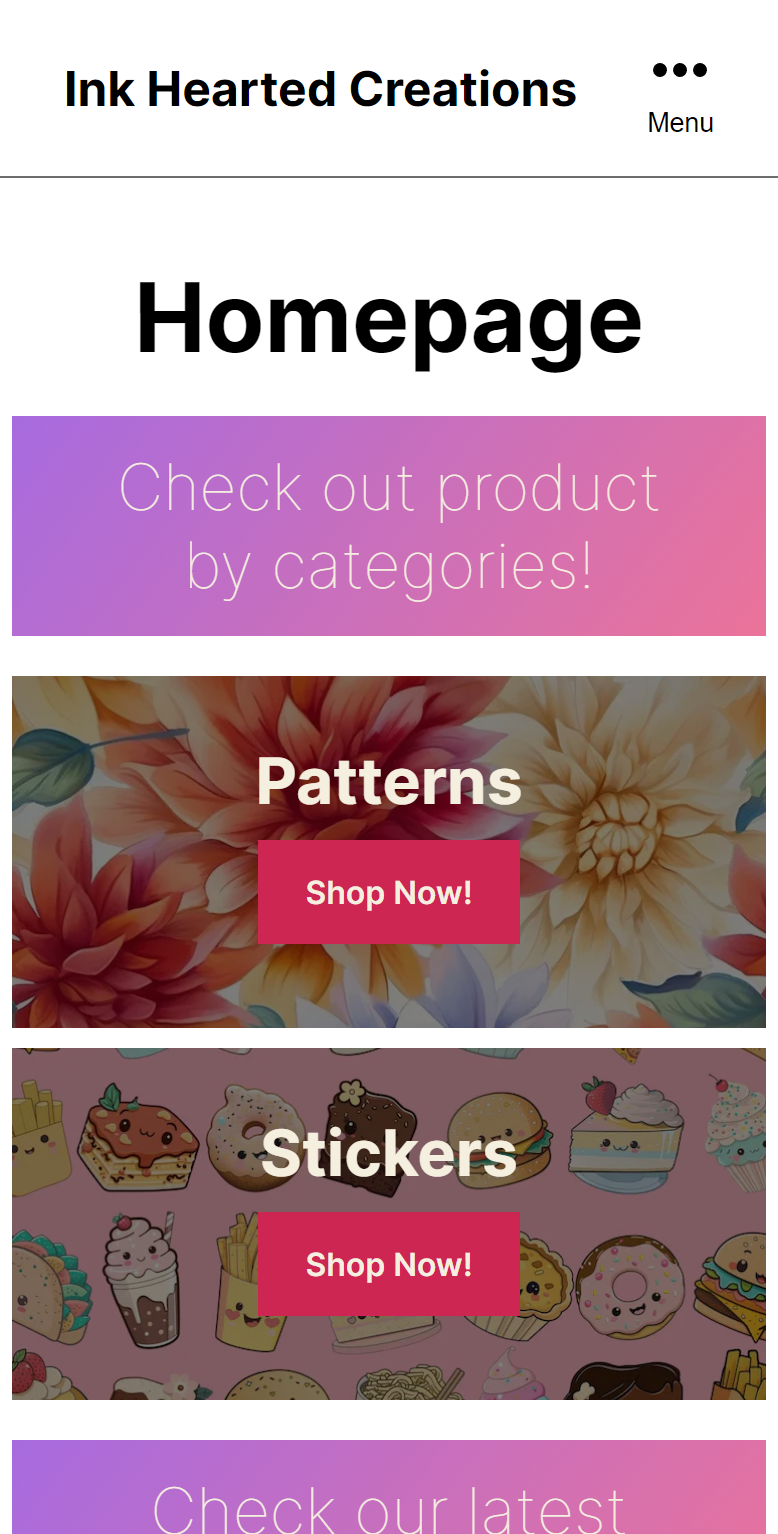 Ink Hearted Creations
Menu
Homepage
Check out product
by categories!
Patterns
Shop Now!
Stickers
Shop Now!
Check our latest